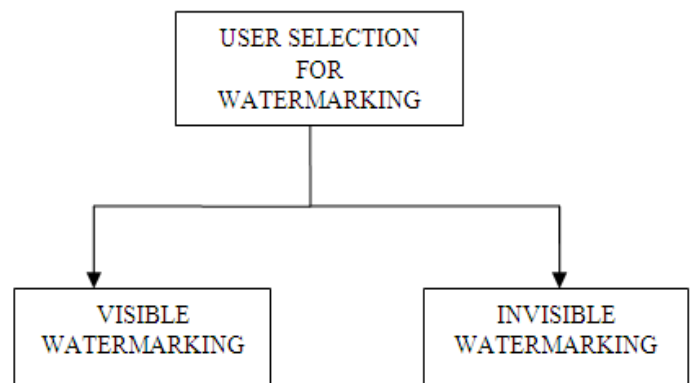 USER SELECTION
FOR
WATERMARKING
VISIBLE
WATERMARKING
INVISIBLE
WATERMARKING